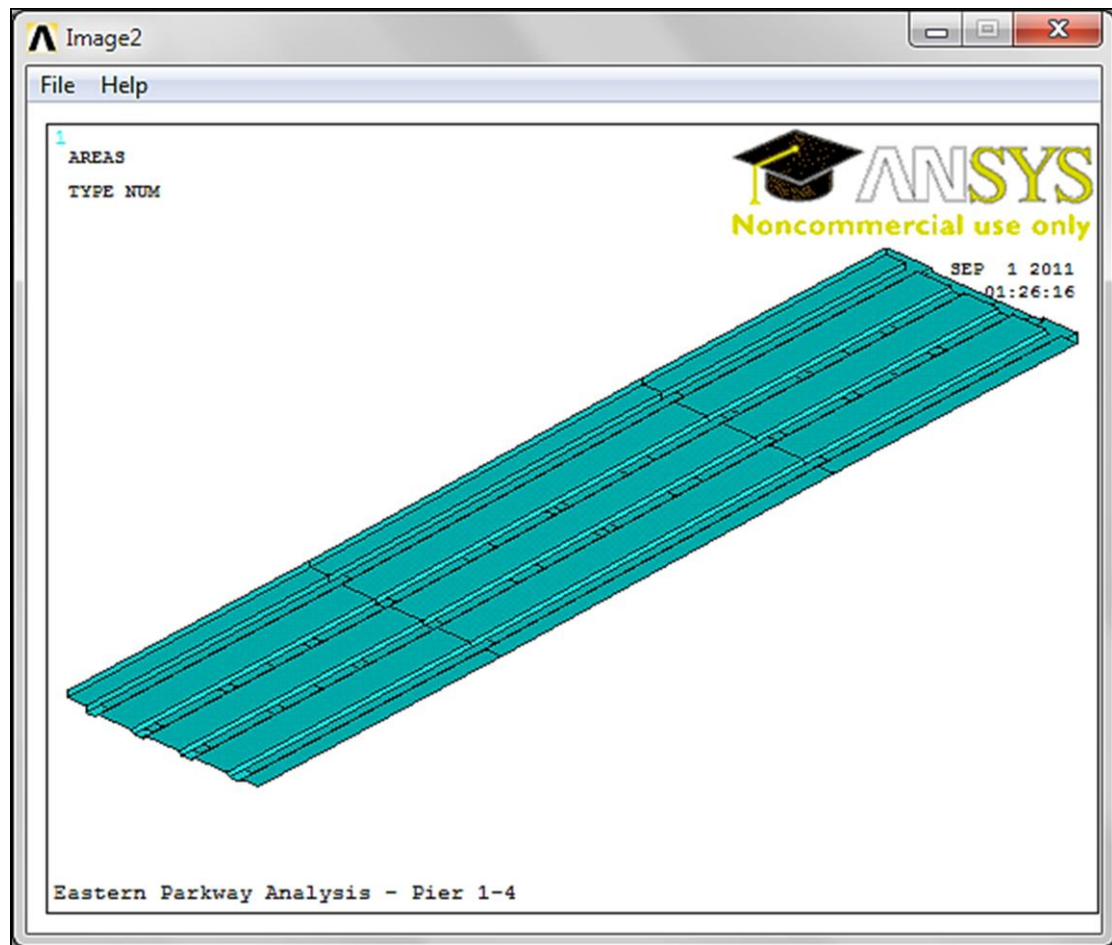 Image2
File Help
1
AREAS
TYPE NUM
ANSYS
Noncommercial use only
SEP 1 2011
01:26:16
Eastern Parkway Analysis - Pier 1-4